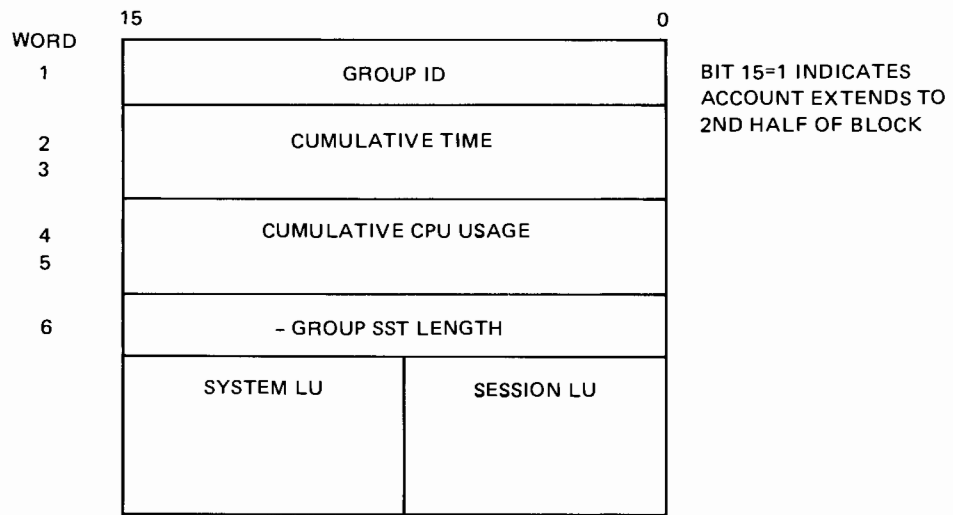 15 0
WORD
1 GROUP ID
BIT 15=1 INDICATES
ACCOUNT EXTENDS TO
2ND HALF OF BLOCK
2 CUMULATIVE TIME
3
4 CUMULATIVE CPU USAGE
5
6 – GROUP SST LENGTH
SYSTEM LU SESSION LU